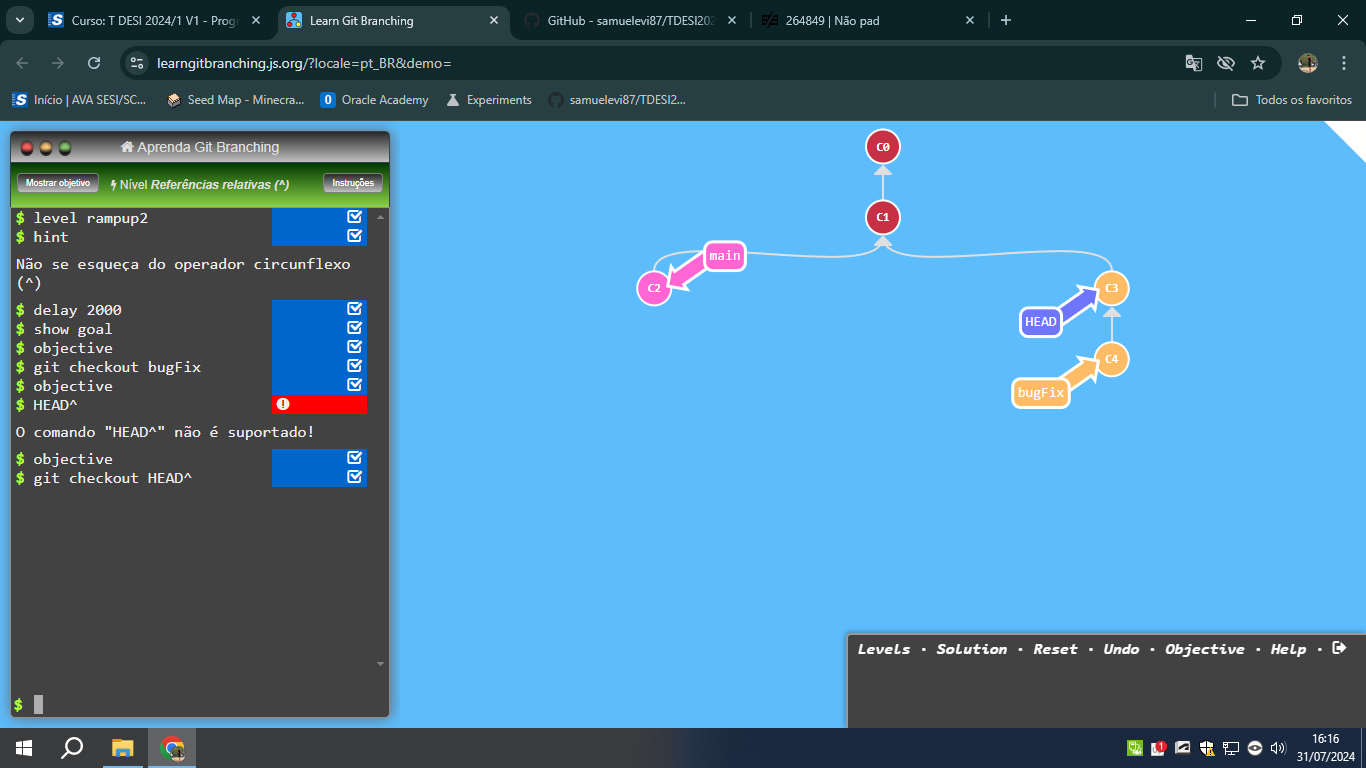 Curso: T DESI 2024/1 V1 - Prog
Learn Git Branching
GitHub - samuelevi87/TDESI202
264849 | Não pad
learngitbranching.js.org/?locale=pt_BR&demo=
Início | AVA SESI/SC...
Seed Map - Minecra...
O Oracle Academy
Experiments
samuelevi87/TDESI2...
Todos os favoritos
Aprenda Git Branching
Mostrar objetivo
Nível Referências relativas (^)
Instruções
$ level rampup2
$ hint
Não se esqueça do operador circunflexo
(^)
$ delay 2000
$ show goal
$ objective
$ git checkout bugFix
$ objective
$ HEAD^
O comando "HEAD^" não é suportado!
$ objective
$ git checkout HEAD^
$
C0
C1
main
C2
C3
HEAD
C4
bugFix
Levels · Solution · Reset · Undo · Objective · Help ·
1
16:16
31/07/2024